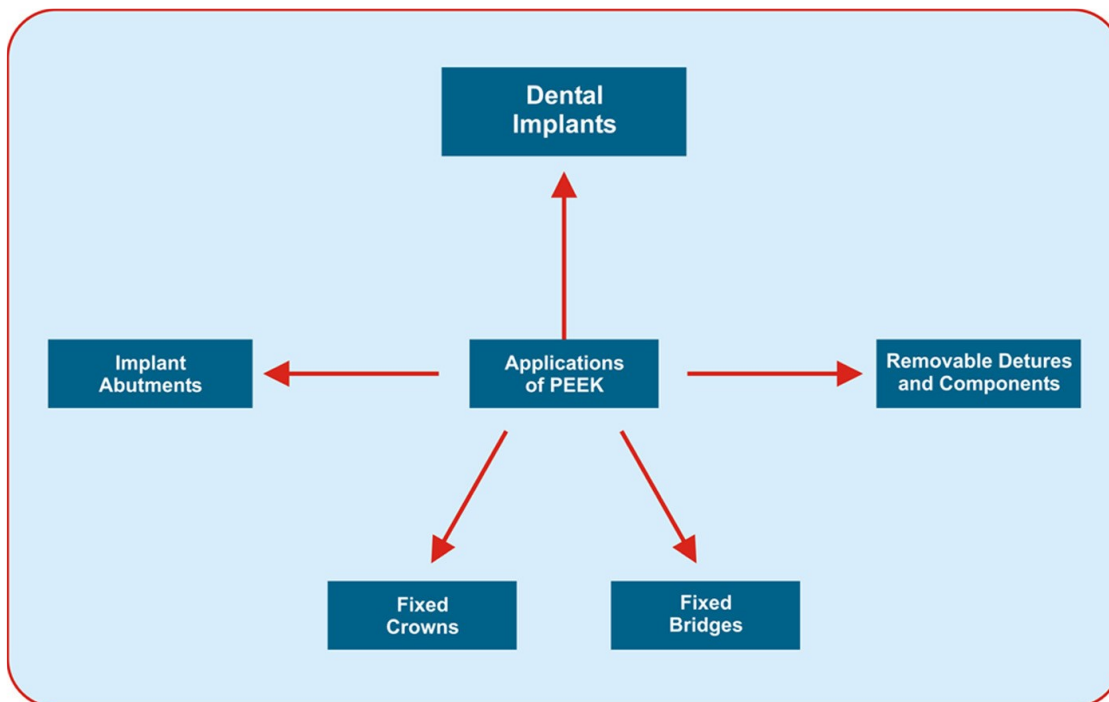 Dental
Implants
Implant
Abutments
Applications
of PEEK
Removable Detures
and Components
Fixed
Crowns
Fixed
Bridges